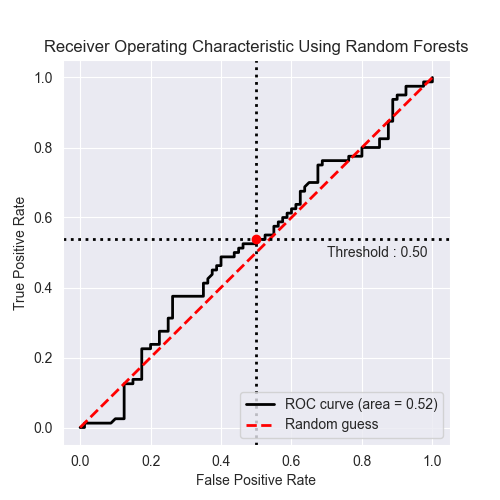 Receiver Operating Characteristic Using Random Forests
1.0
0.8
0.6
0.4
0.2
0.0
True Positive Rate
Threshold : 0.50
ROC curve (area = 0.52)
Random guess
0.0 0.2 0.4 0.6 0.8 1.0
False Positive Rate